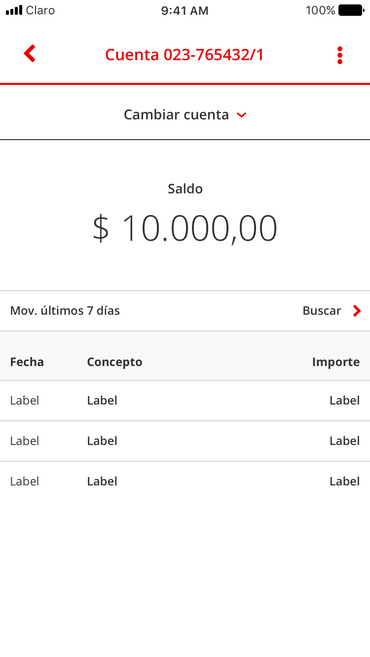 Claro 9:41 AM 100%
Cuenta 023-765432/1
Cambiar cuenta
Saldo
$ 10.000,00
Mov. últimos 7 días Buscar
Fecha Concepto Importe
Label Label Label
Label Label Label
Label Label Label